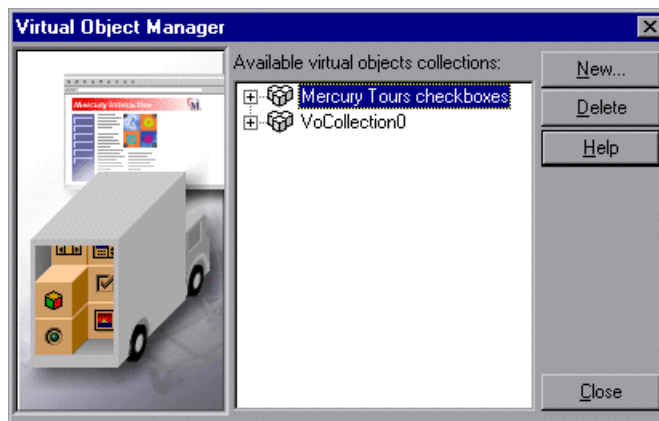 Virtual Object Manager
Available virtual objects collections:
Mercury Tours checkboxes
VoCollection0
New...
Delete
Help
Close
Mercury Interactive